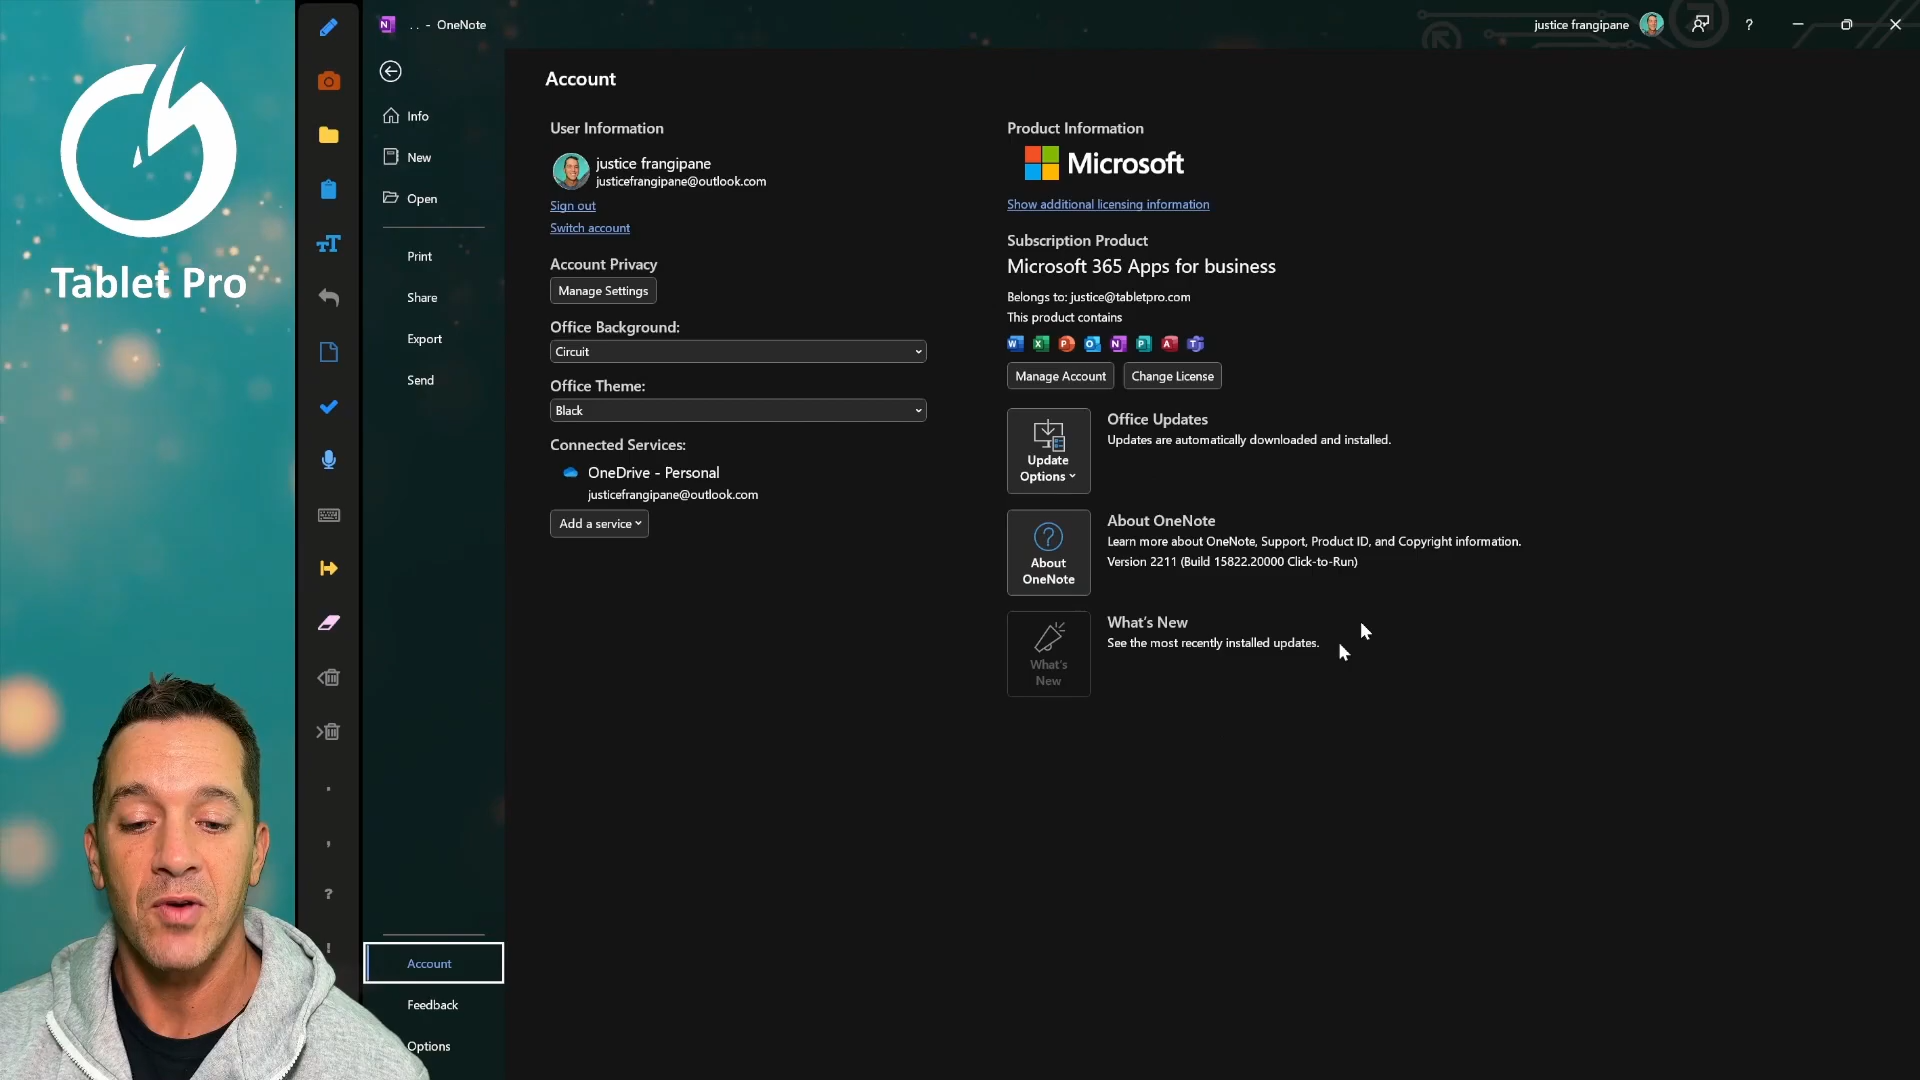 Tablet Pro
. . - OneNote
justice frangipane
?
Info
New
Open
Print
Share
Export
Send
Account
Feedback
Options
Account
User Information
justice frangipane
justicefrangipane@outlook.com
Sign out
Switch account
Account Privacy
Manage Settings
Office Background:
Circuit
Office Theme:
Black
Connected Services:
OneDrive - Personal
justicefrangipane@outlook.com
Add a service
Product Information
Microsoft
Show additional licensing information
Subscription Product
Microsoft 365 Apps for business
Belongs to: justice@tabletpro.com
This product contains
Manage Account
Change License
Update
Options
Office Updates
Updates are automatically downloaded and installed.
About
OneNote
About OneNote
Learn more about OneNote, Support, Product ID, and Copyright information.
Version 2211 (Build 15822.20000 Click-to-Run)
What's
New
What's New
See the most recently installed updates.